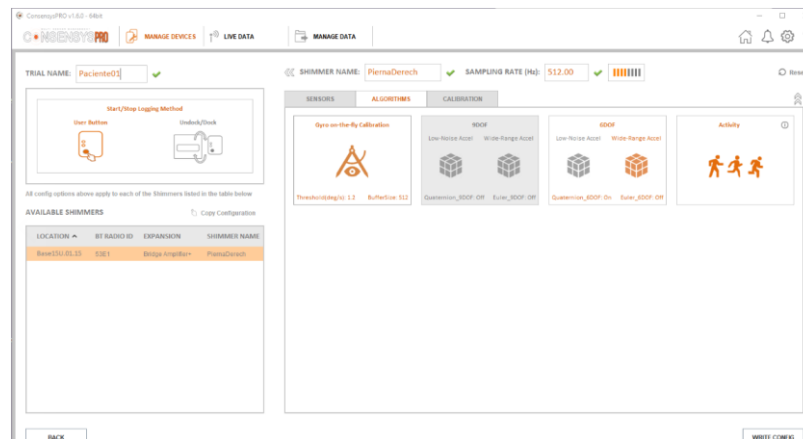 ConsensysPRO v1.6.0 - 64bit
CONSENSYSPRO
MANAGE DEVICES
LIVE DATA
MANAGE DATA
TRIAL NAME: Paciente01
SHIMMER NAME: PiernaDerech
SAMPLING RATE (Hz): 512.00
Start/Stop Logging Method
User Button
Undock/Dock
All config options above apply to each of the Shimmers listed in the table below
AVAILABLE SHIMMERS
Copy Configuration
LOCATION BT RADIO ID EXPANSION SHIMMER NAME
Base15U.01.15 Bridge Amplifier+ PiernaDerech
SENSORS ALGORITHMS CALIBRATION
Gyro on-the-fly Calibration
Threshold(deg/s): 1.2 BufferSize: 512
9DOF
Low-Noise Accel Wide-Range Accel
Quaternion_9DOF: Off Euler_9DOF: Off
6DOF
Low-Noise Accel Wide-Range Accel
Quaternion_6DOF: On Euler_6DOF: Off
Activity
BACK
WRITE CONFIG